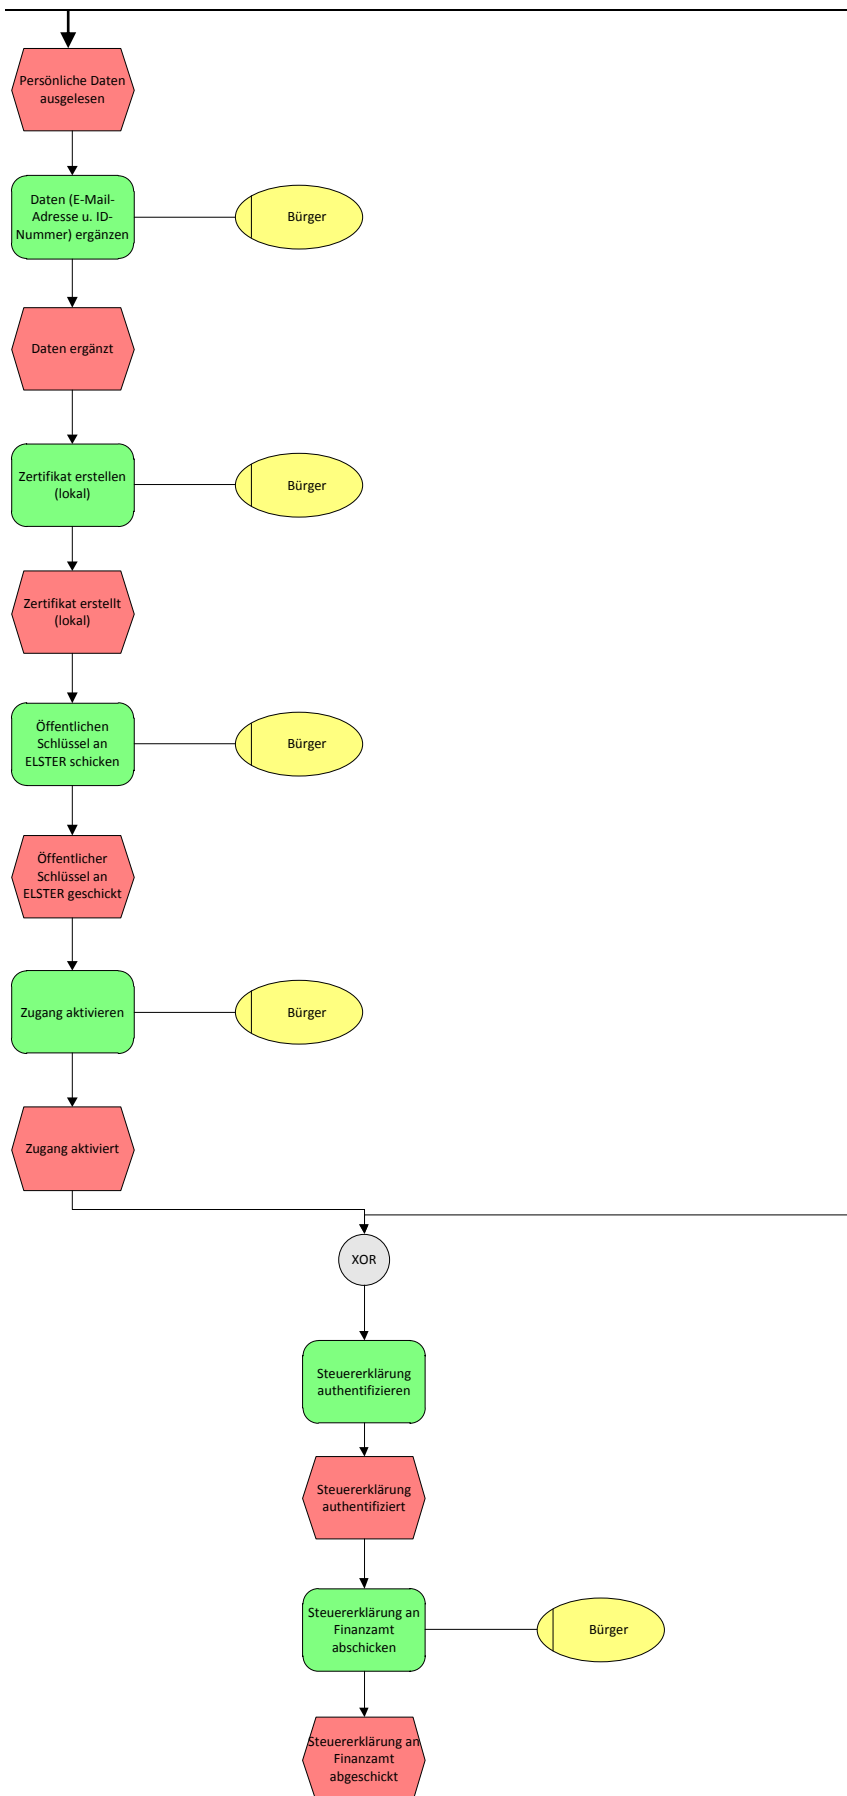 Persönliche Daten
ausgelesen
Daten (E-Mail-
Adresse u. ID-
Nummer) ergänzen
Bürger
Daten ergänzt
Zertifikat erstellen
(lokal)
Bürger
Zertifikat erstellt
(lokal)
Öffentlichen
Schlüssel an
ELSTER schicken
Bürger
Öffentlicher
Schlüssel an
ELSTER geschickt
Zugang aktivieren
Bürger
Zugang aktiviert
XOR
Steuererklärung
authentifizieren
Steuererklärung
authentifiziert
Steuererklärung an
Finanzamt
abschicken
Bürger
Steuererklärung an
Finanzamt
abgeschickt